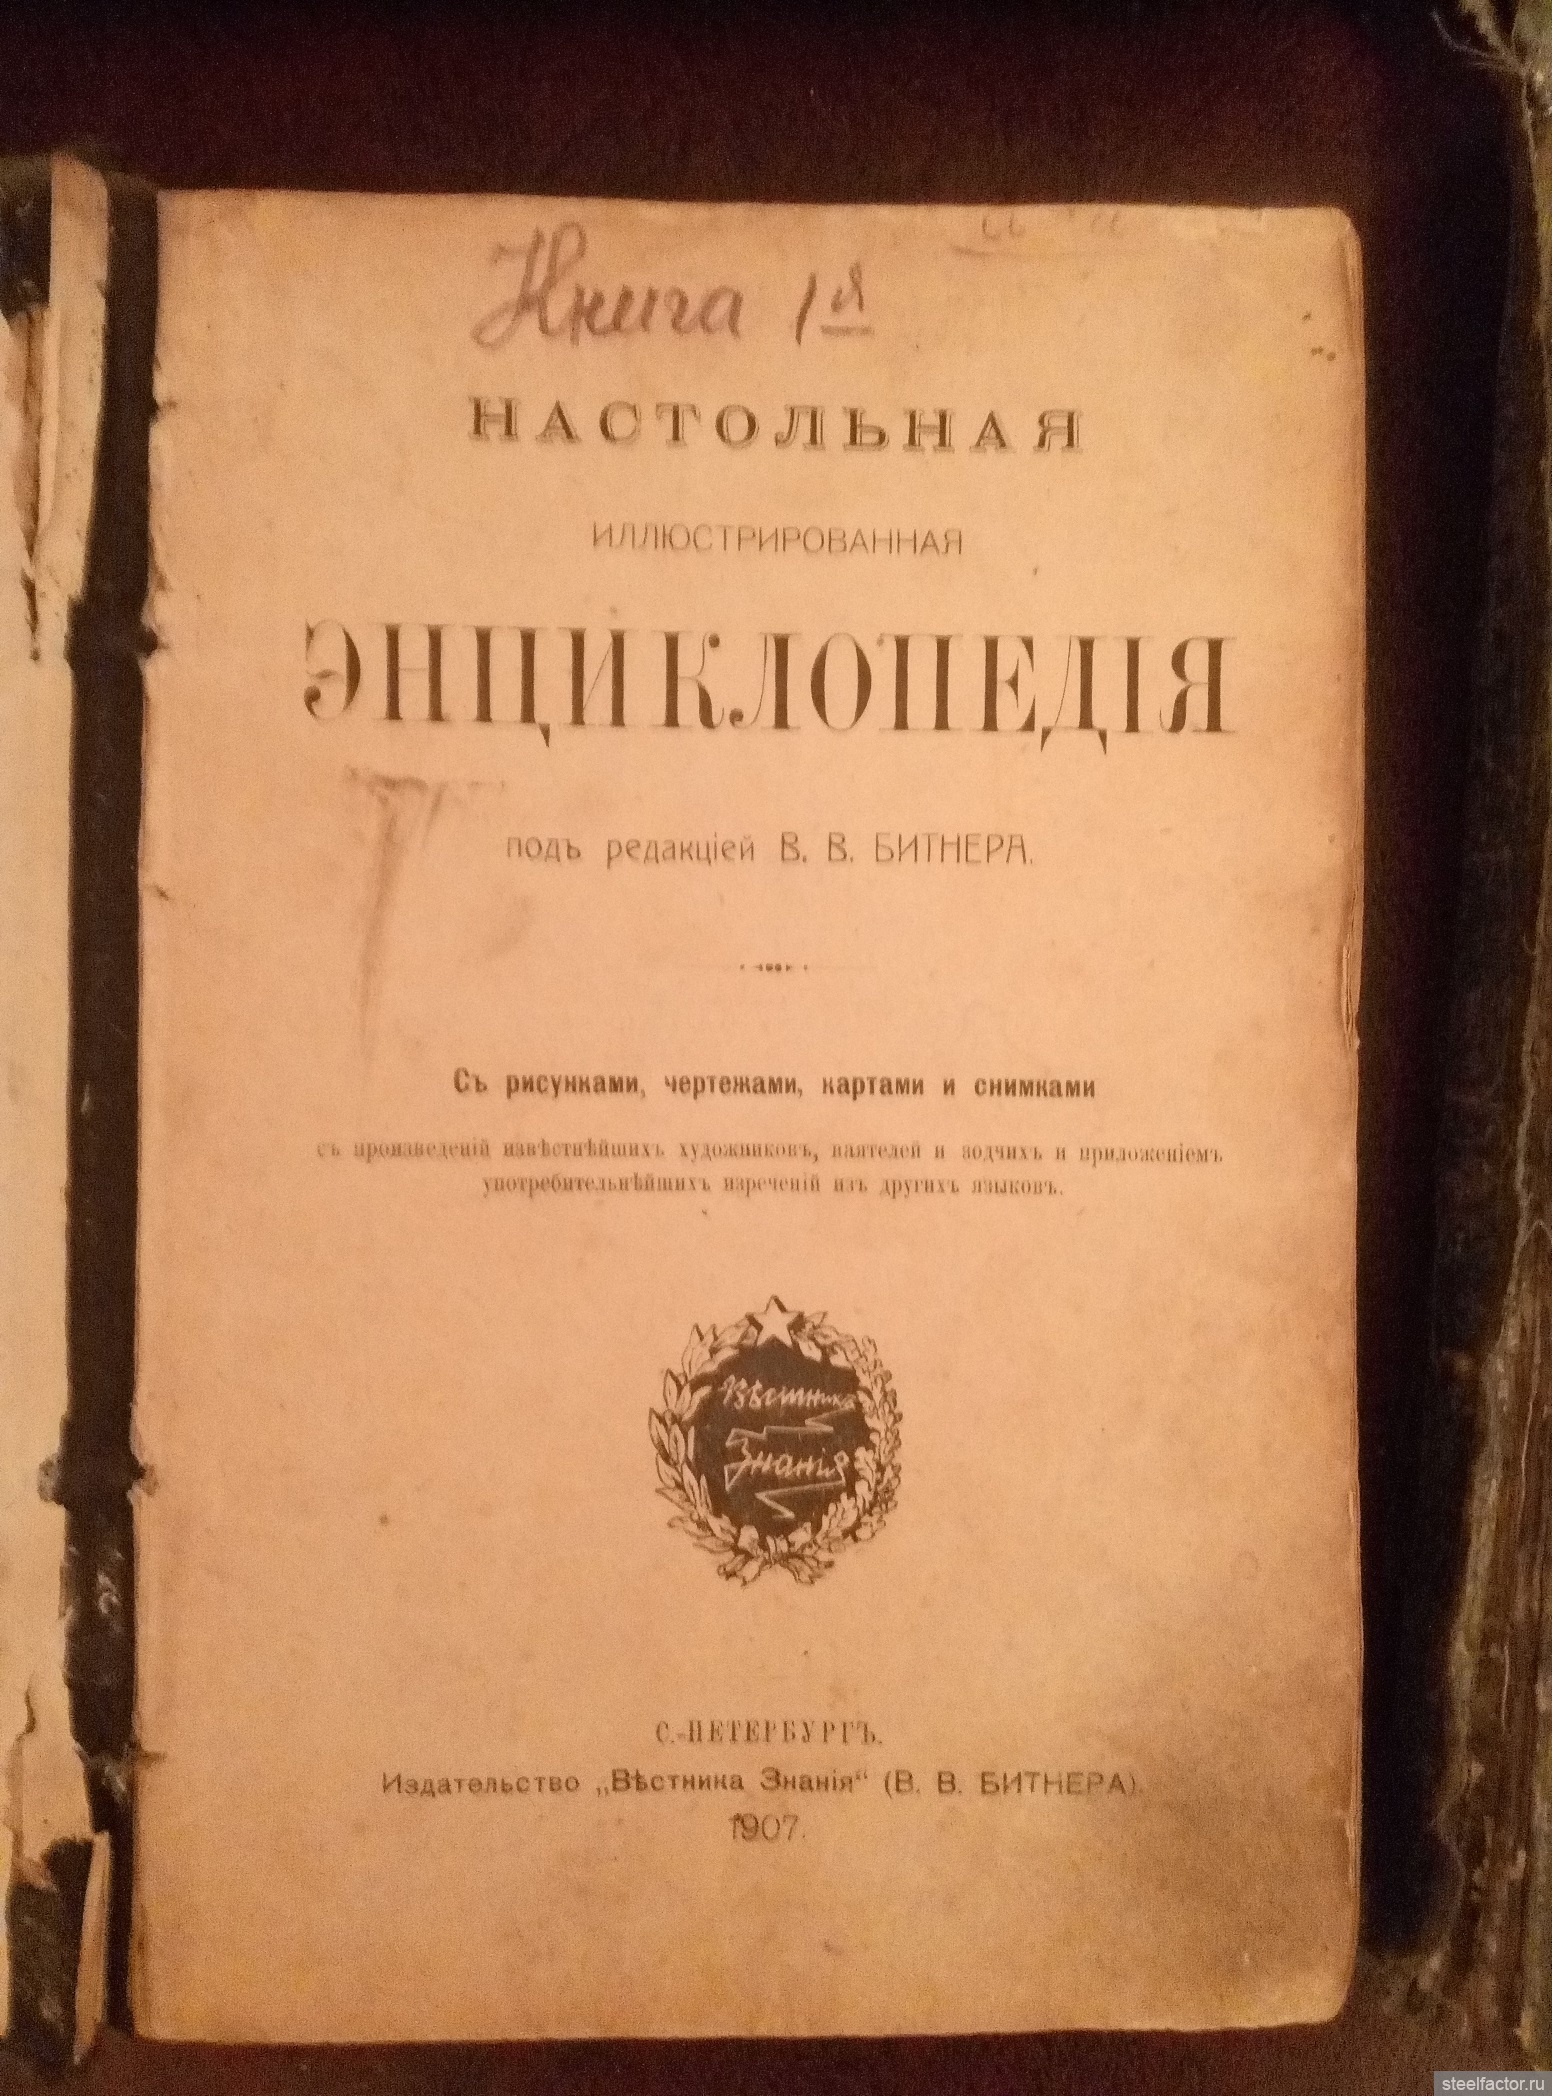 Книга 1я
НАСТОЛЬНАЯ
ИЛЛЮСТРИРОВАННАЯ
ЭНЦИКЛОПЕДІЯ
подъ редакціей В. В. БИТНЕРА.
Съ рисунками, чертежами, картами и снимками
съ произведеній извѣстнѣйшихъ художниковъ, ваятелей и зодчихъ и приложеніемъ
употребительнѣйшихъ изреченій изъ другихъ языковъ.
Вѣстника
Знанія
С.-ПЕТЕРБУРГЪ.
Издательство „Вѣстника Знанія“ (В. В. БИТНЕРА).
1907.
steelfactor.ru